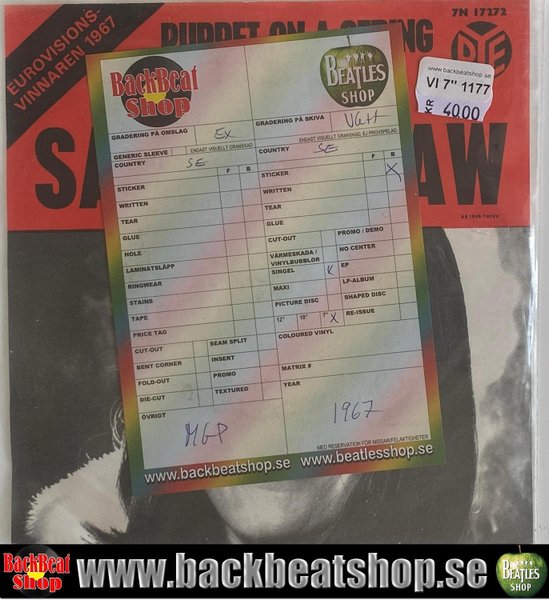 EUROVISIONS-
VINNAREN 1967
PUPPET ON A STRING
7N 17272
PYE
www.backbeatshop.se
VI 7" 1177
KR 4000
SA
AW
BackBeat
Shop
BEATLES
SHOP
GRADERING PÅ OMSLAG Ex
GRADERING PÅ SKIVA
GENERIC SLEEVE ENDAST VISUELLT GRANSKAD
ENDAST VISUELLT GRANSKAD, EJ PROVSPELAD
COUNTRY SE
F B
STICKER
WRITTEN
TEAR
GLUE
HOLE
LAMINATSLÄPP
RINGWEAR
STAINS
TAPE
PRICE TAG
CUT-OUT SEAM SPLIT
BENT CORNER INSERT
FOLD-OUT PROMO
DIE-CUT TEXTURED
ÖVRIGT
MGP
COUNTRY SE
F B
STICKER X
WRITTEN
TEAR
GLUE
CUT-OUT PROMO / DEMO
VÄRMESKADA /
VINYLBUBBLOR NO CENTER
SINGEL X EP
MAXI LP-ALBUM
PICTURE DISC SHAPED DISC
12" 10" 7" X RE-ISSUE
COLOURED VINYL
MATRIX #
YEAR
1967
MED RESERVATION FÖR MISSAR/FELAKTIGHETER
www.backbeatshop.se www.beatlesshop.se
BackBeat
Shop
www.backbeatshop.se
BEATLES
SHOP